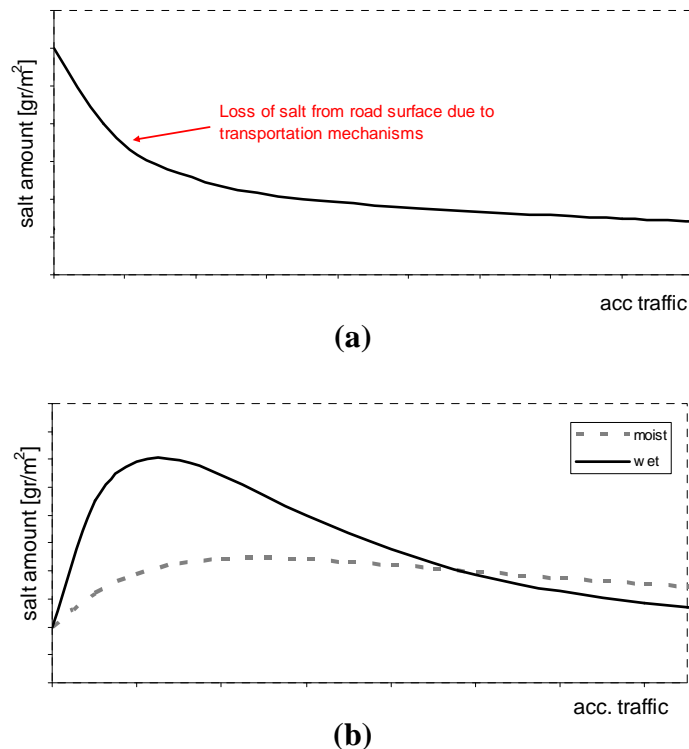 salt amount [gr/m²]
Loss of salt from road surface due to
transportation mechanisms
acc traffic
(a)
salt amount [gr/m²]
moist
wet
acc. traffic
(b)